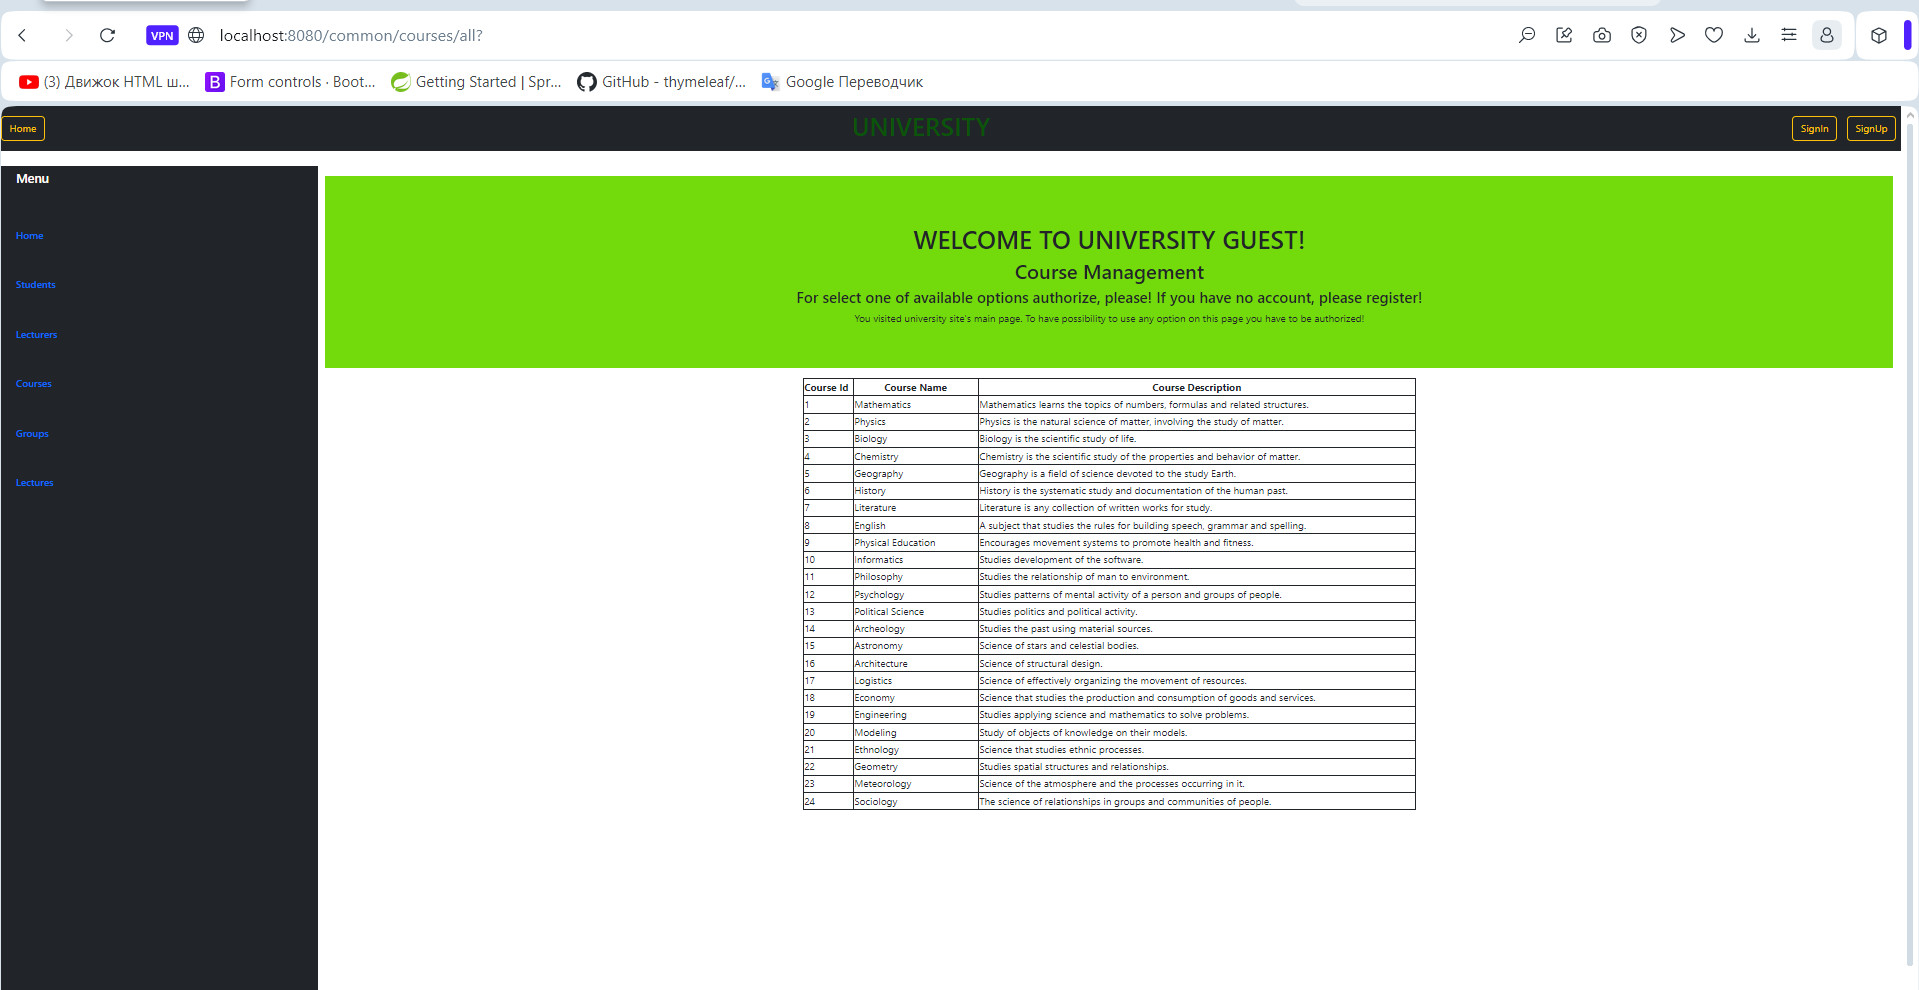 VPN localhost:8080/common/courses/all?
(3) Движок HTML ш... B Form controls · Boot... Getting Started | Spr... GitHub - thymeleaf/... Google Переводчик
Home UNIVERSITY SignIn SignUp
Menu
Home
Students
Lecturers
Courses
Groups
Lectures
WELCOME TO UNIVERSITY GUEST!
Course Management
For select one of available options authorize, please! If you have no account, please register!
You visited university site's main page. To have possibility to use any option on this page you have to be authorized!
Course Id Course Name Course Description
1 Mathematics Mathematics learns the topics of numbers, formulas and related structures.
2 Physics Physics is the natural science of matter, involving the study of matter.
3 Biology Biology is the scientific study of life.
4 Chemistry Chemistry is the scientific study of the properties and behavior of matter.
5 Geography Geography is a field of science devoted to the study Earth.
6 History History is the systematic study and documentation of the human past.
7 Literature Literature is any collection of written works for study.
8 English A subject that studies the rules for building speech, grammar and spelling.
9 Physical Education Encourages movement systems to promote health and fitness.
10 Informatics Studies development of the software.
11 Philosophy Studies the relationship of man to environment.
12 Psychology Studies patterns of mental activity of a person and groups of people.
13 Political Science Studies politics and political activity.
14 Archeology Studies the past using material sources.
15 Astronomy Science of stars and celestial bodies.
16 Architecture Science of structural design.
17 Logistics Science of effectively organizing the movement of resources.
18 Economy Science that studies the production and consumption of goods and services.
19 Engineering Studies applying science and mathematics to solve problems.
20 Modeling Study of objects of knowledge on their models.
21 Ethnology Science that studies ethnic processes.
22 Geometry Studies spatial structures and relationships.
23 Meteorology Science of the atmosphere and the processes occurring in it.
24 Sociology The science of relationships in groups and communities of people.